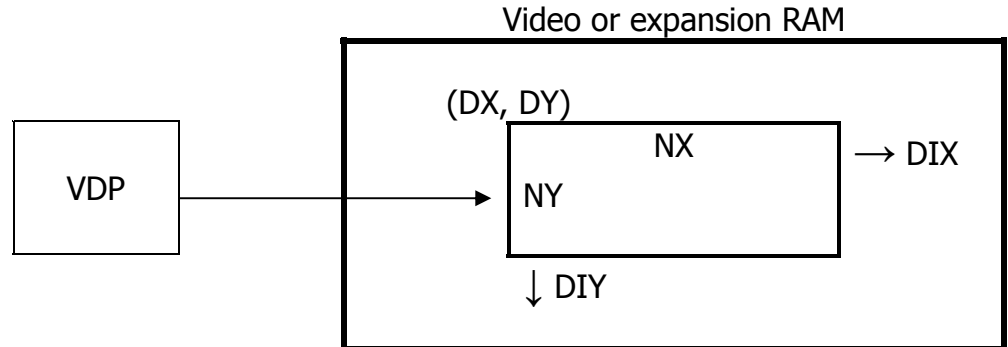 Video or expansion RAM
(DX, DY)
NX
→ DIX
VDP
NY
↓ DIY